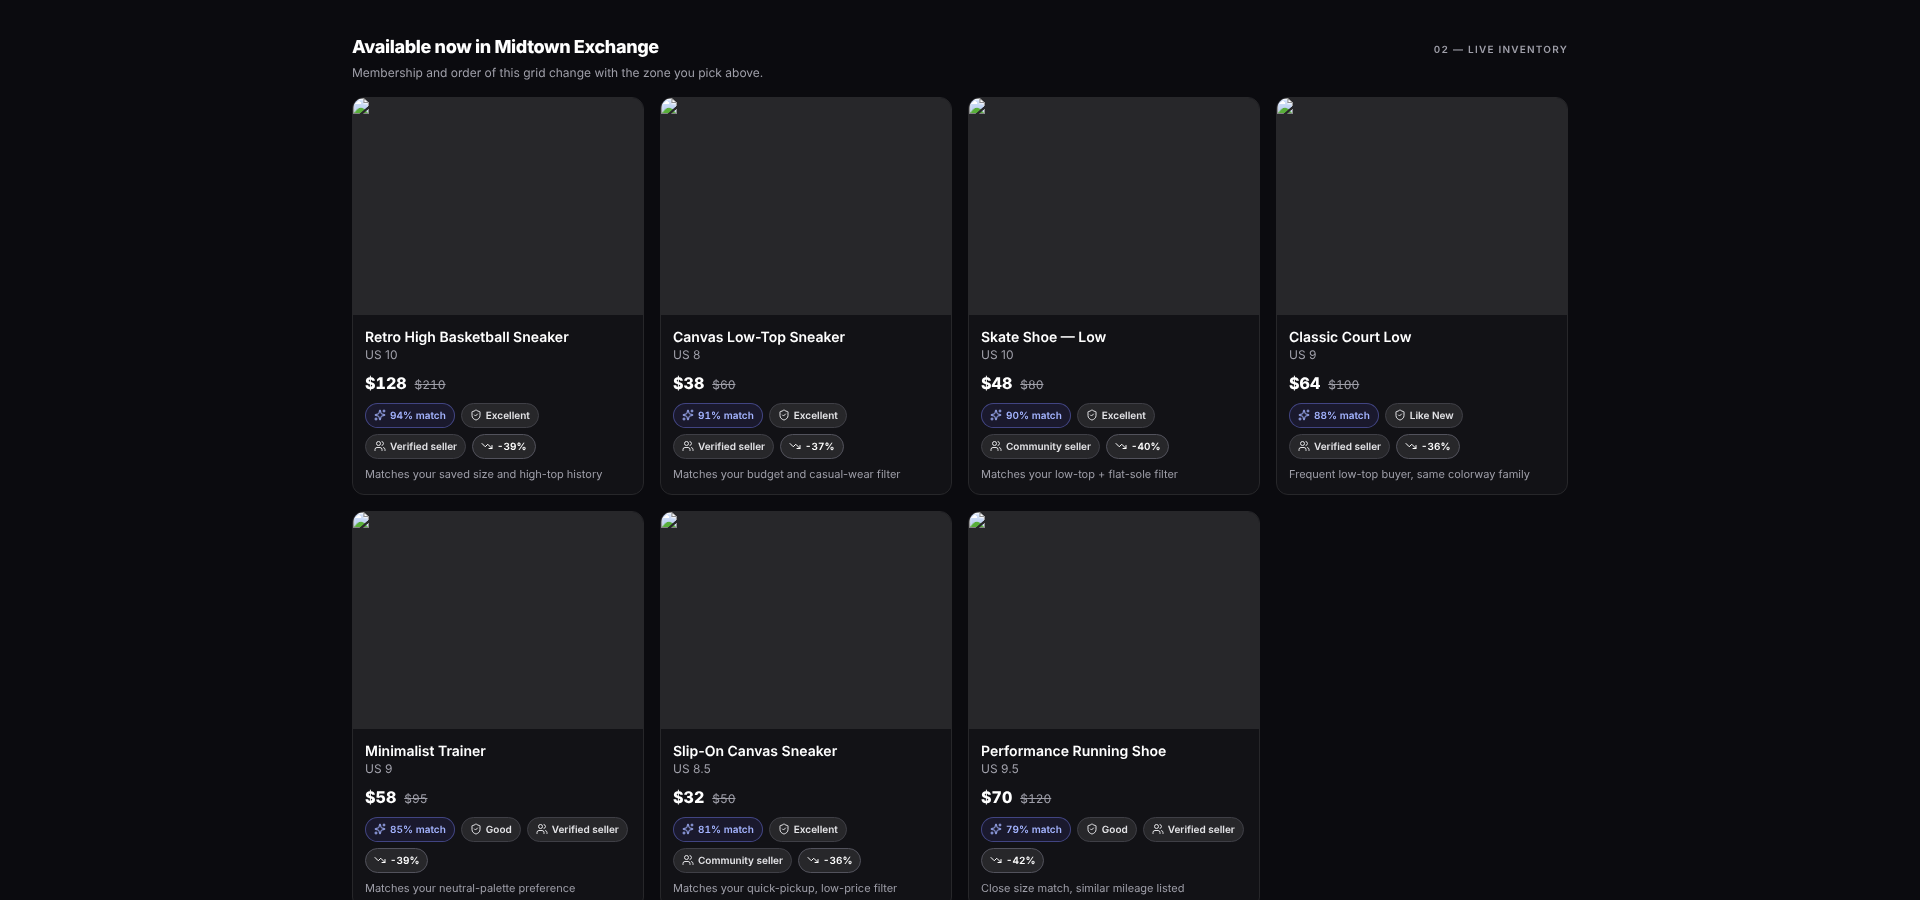 Available now in Midtown Exchange
02 — LIVE INVENTORY
Membership and order of this grid change with the zone you pick above.
Retro High Basketball Sneaker
US 10
$128 $210
94% match Excellent
Verified seller -39%
Matches your saved size and high-top history
Canvas Low-Top Sneaker
US 8
$38 $60
91% match Excellent
Verified seller -37%
Matches your budget and casual-wear filter
Skate Shoe — Low
US 10
$48 $80
90% match Excellent
Community seller -40%
Matches your low-top + flat-sole filter
Classic Court Low
US 9
$64 $100
88% match Like New
Verified seller -36%
Frequent low-top buyer, same colorway family
Minimalist Trainer
US 9
$58 $95
85% match Good Verified seller
-39%
Matches your neutral-palette preference
Slip-On Canvas Sneaker
US 8.5
$32 $50
81% match Excellent
Community seller -36%
Matches your quick-pickup, low-price filter
Performance Running Shoe
US 9.5
$70 $120
79% match Good Verified seller
-42%
Close size match, similar mileage listed